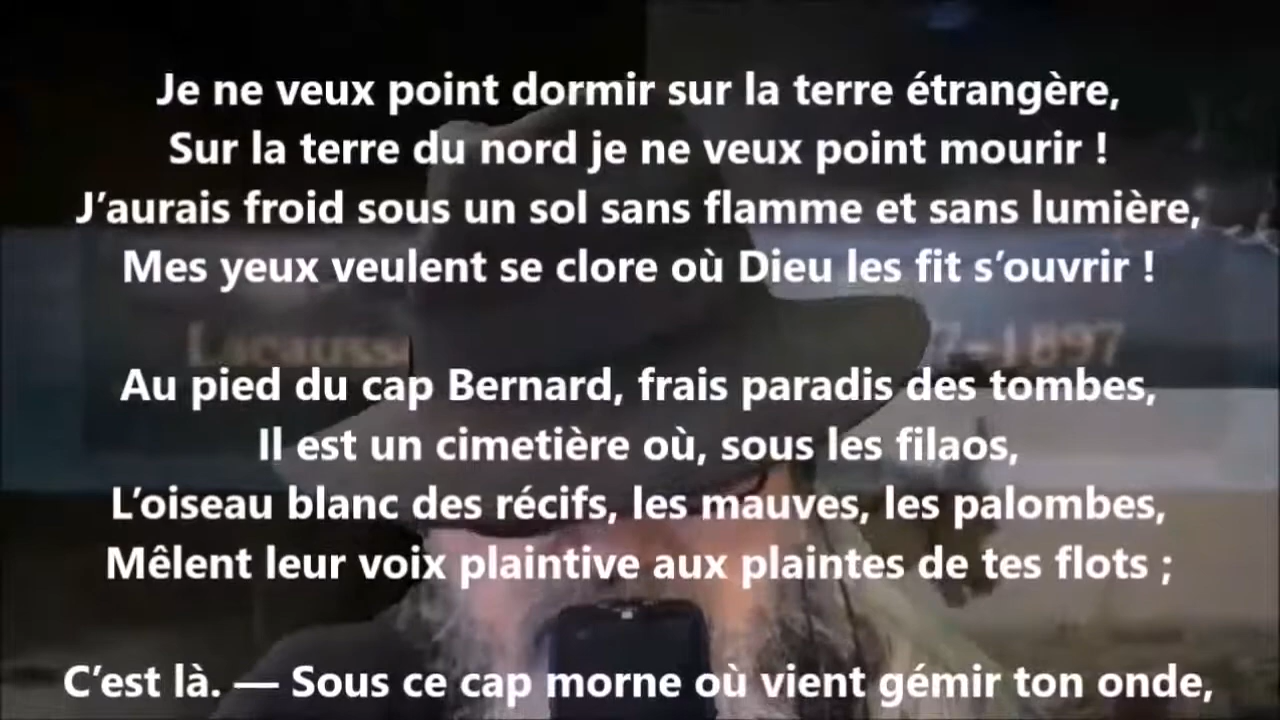 Je ne veux point dormir sur la terre étrangère,
Sur la terre du nord je ne veux point mourir !
J’aurais froid sous un sol sans flamme et sans lumière,
Mes yeux veulent se clore où Dieu les fit s’ouvrir !
Lacauss 7-1897
Au pied du cap Bernard, frais paradis des tombes,
Il est un cimetière où, sous les filaos,
L’oiseau blanc des récifs, les mauves, les palombes,
Mêlent leur voix plaintive aux plaintes de tes flots ;
C’est là. — Sous ce cap morne où vient gémir ton onde,